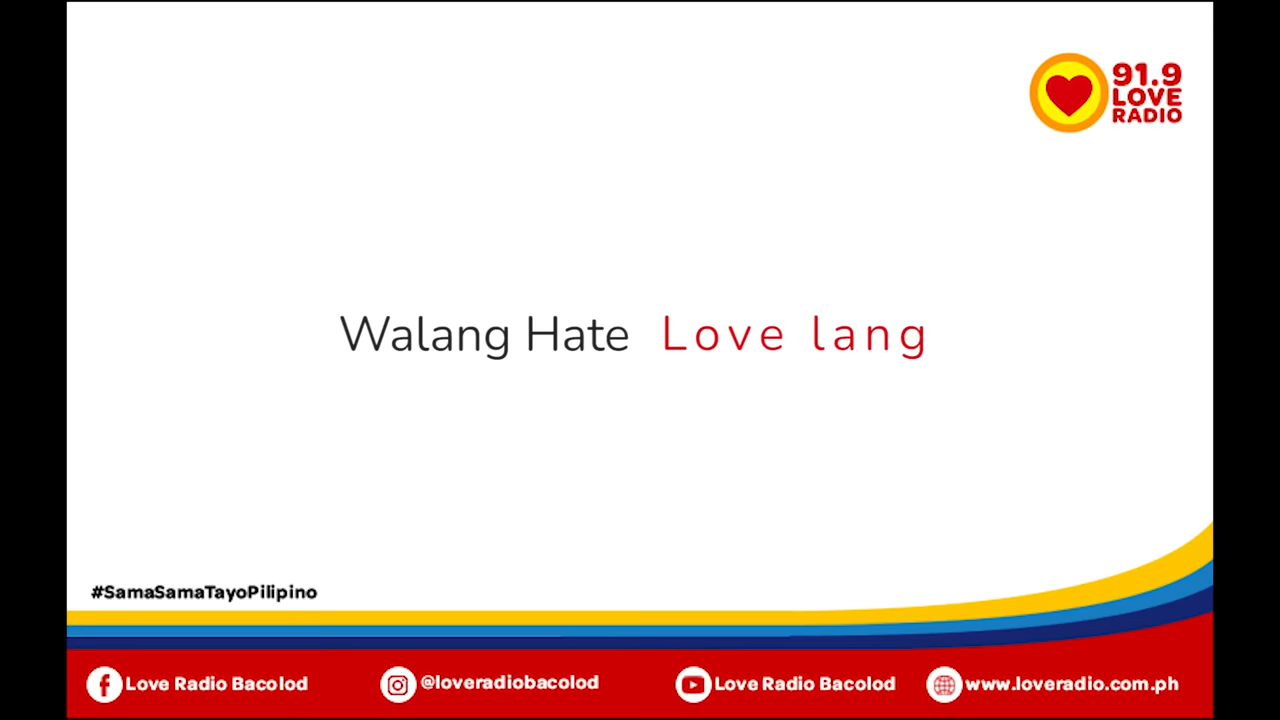 91.9
LOVE
RADIO
Walang Hate Love lang
#SamaSamaTayoPilipino
Love Radio Bacolod
@loveradiobacolod
Love Radio Bacolod
www.loveradio.com.ph